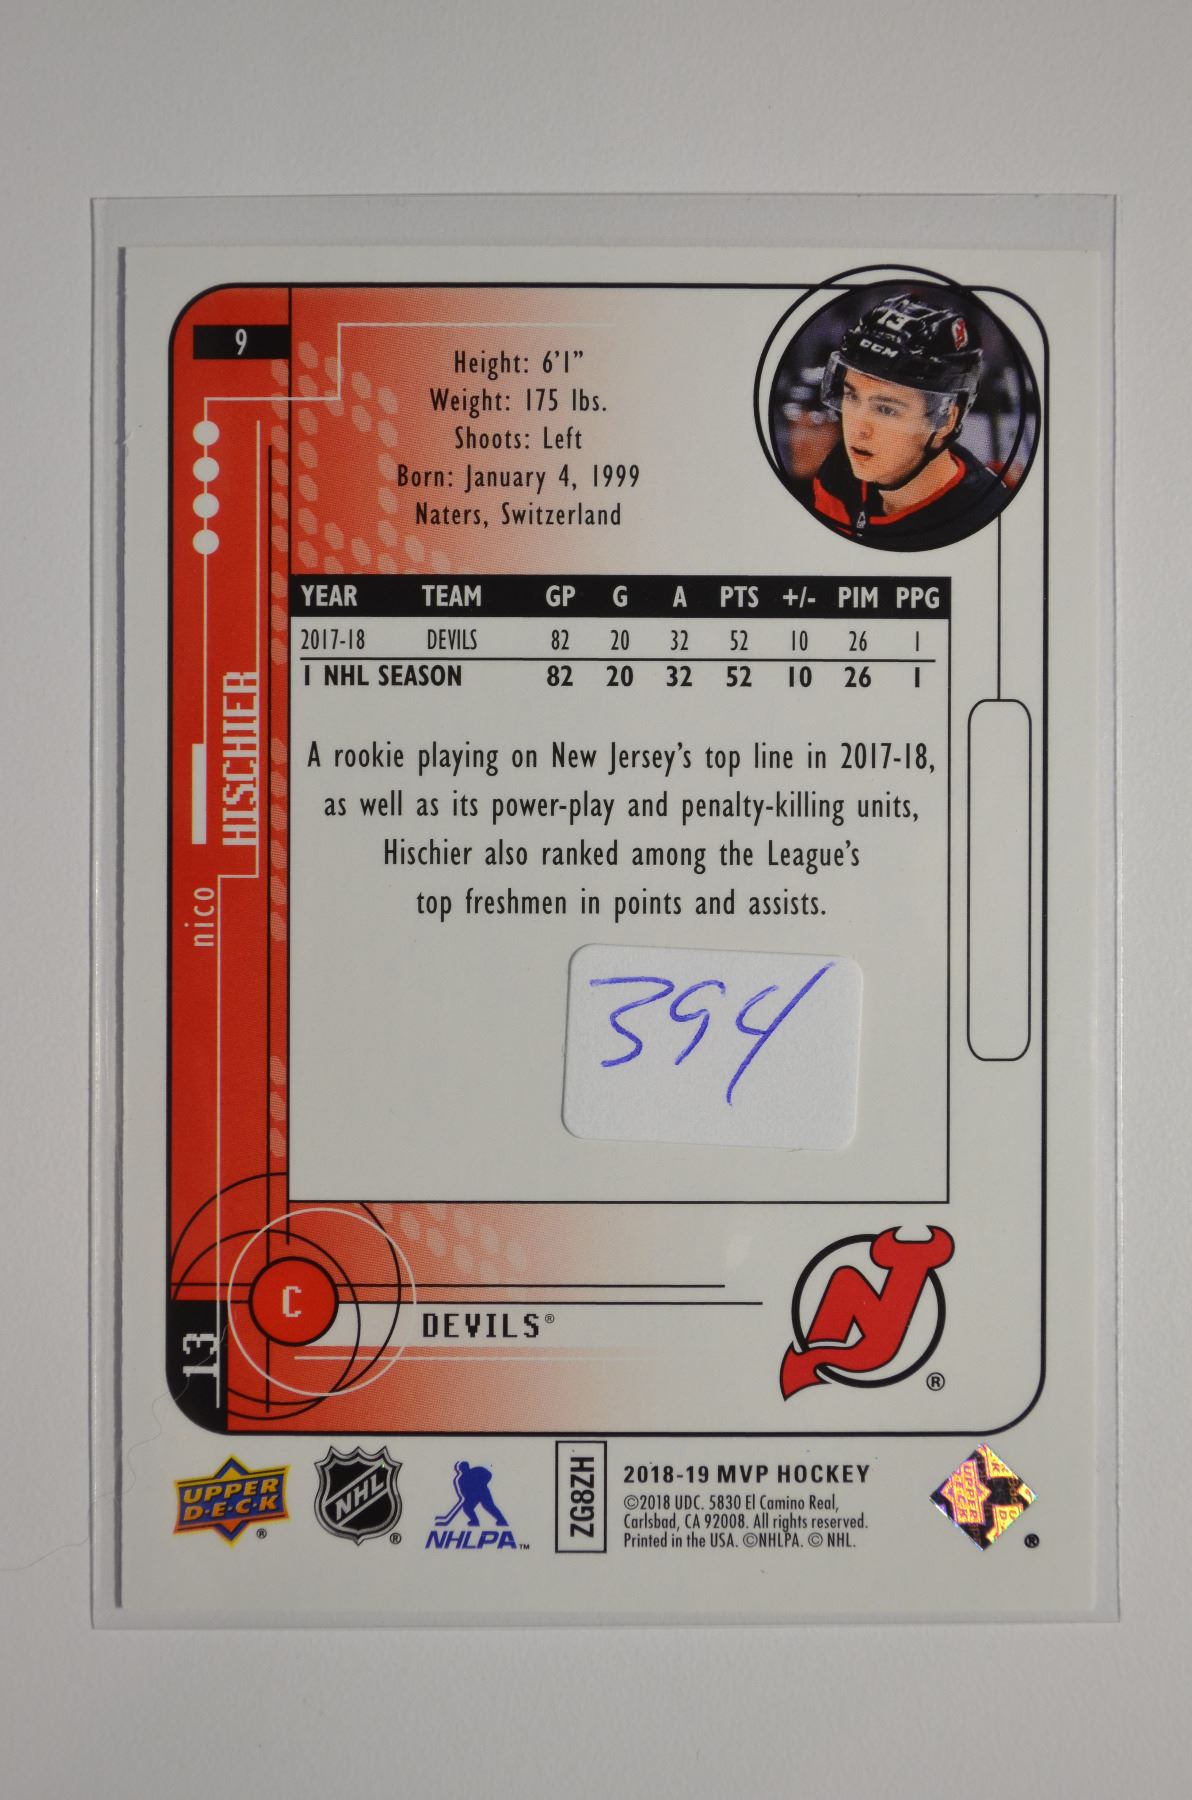 9
Height: 6'1"
Weight: 175 lbs.
Shoots: Left
Born: January 4, 1999
Naters, Switzerland
13
CCM
nico
HISCHIER
YEAR TEAM GP G A PTS +/- PIM PPG
2017-18 DEVILS 82 20 32 52 10 26 1
1 NHL SEASON 82 20 32 52 10 26 1
A rookie playing on New Jersey's top line in 2017-18,
as well as its power-play and penalty-killing units,
Hischier also ranked among the League's
top freshmen in points and assists.
394
C
DEVILS®
13
NJ®
UPPER
D·E·C·K®
NHL®
NHLPA™
ZG8ZH
2018-19 MVP HOCKEY
©2018 UDC. 5830 El Camino Real,
Carlsbad, CA 92008. All rights reserved.
Printed in the USA. ©NHLPA. © NHL.
UPPER
DECK
®